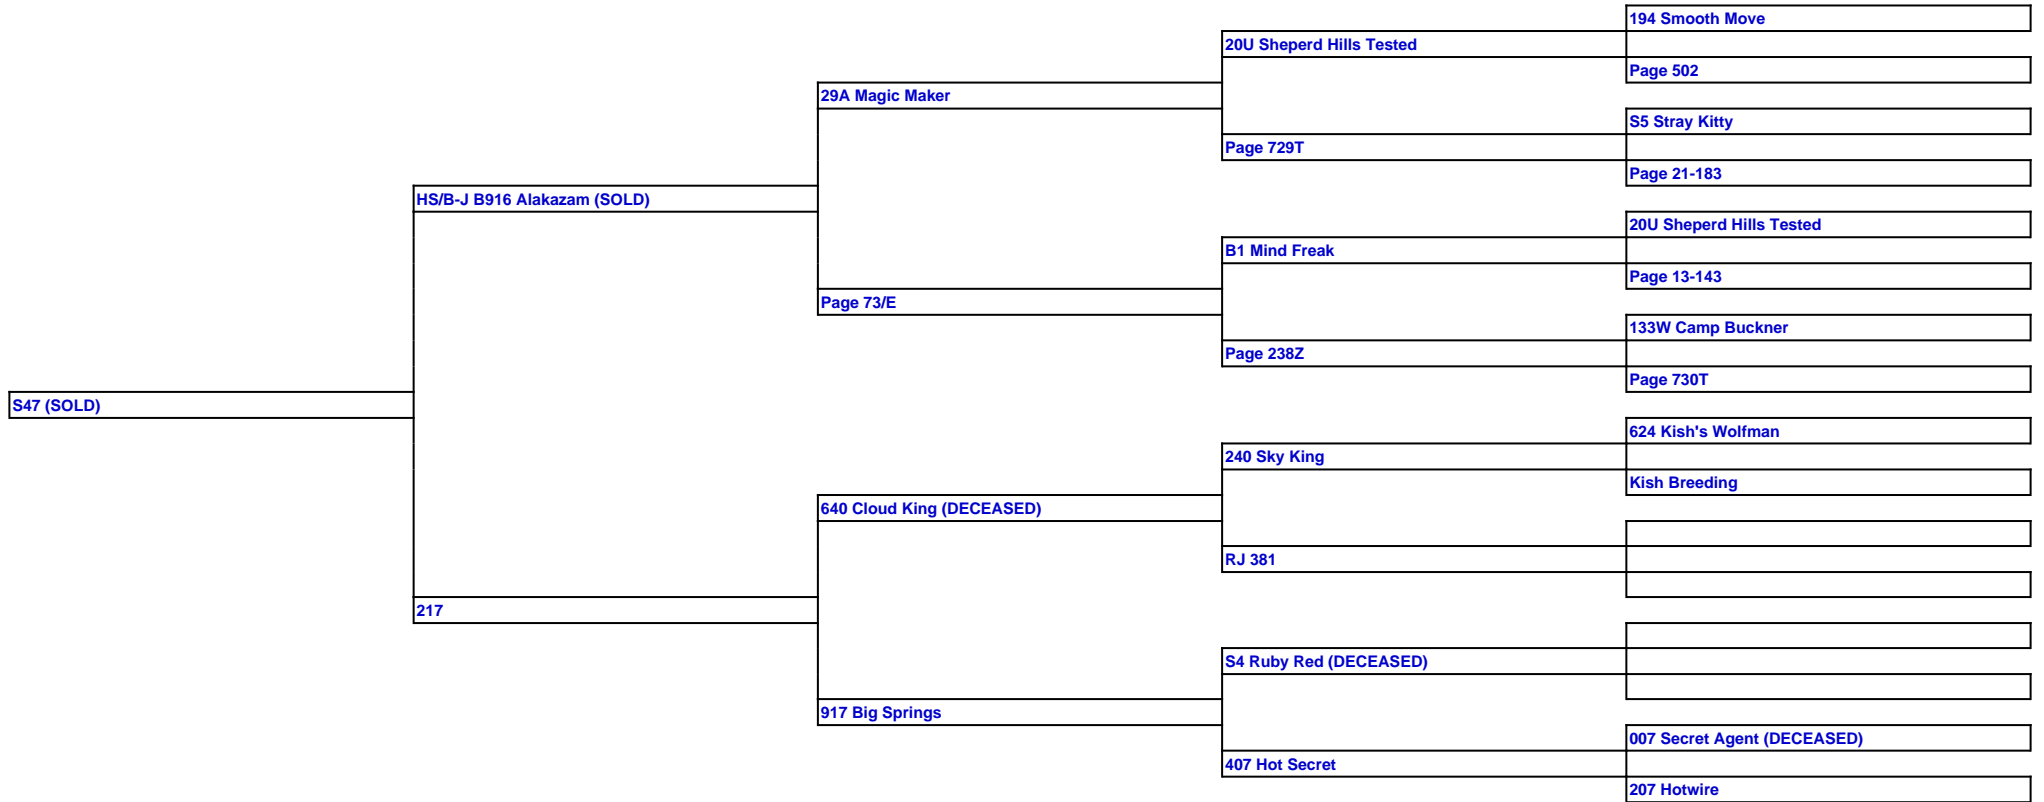 194 Smooth Move
20U Sheperd Hills Tested
Page 502
29A Magic Maker
S5 Stray Kitty
Page 729T
Page 21-183
HS/B-J B916 Alakazam (SOLD)
20U Sheperd Hills Tested
B1 Mind Freak
Page 13-143
Page 73/E
133W Camp Buckner
Page 238Z
Page 730T
S47 (SOLD)
624 Kish's Wolfman
240 Sky King
Kish Breeding
640 Cloud King (DECEASED)
RJ 381
217
S4 Ruby Red (DECEASED)
917 Big Springs
007 Secret Agent (DECEASED)
407 Hot Secret
207 Hotwire